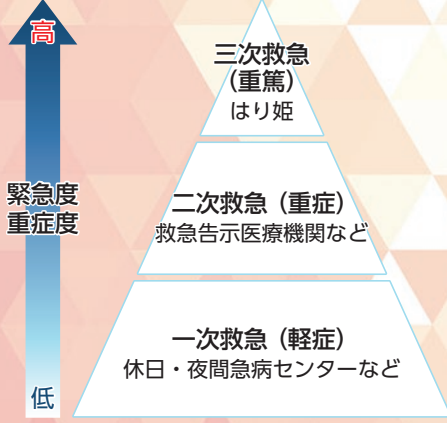 高
三次救急
(重篤)
はり姫
緊急度
重症度
二次救急(重症)
救急告示医療機関など
一次救急(軽症)
休日・夜間急病センターなど
低